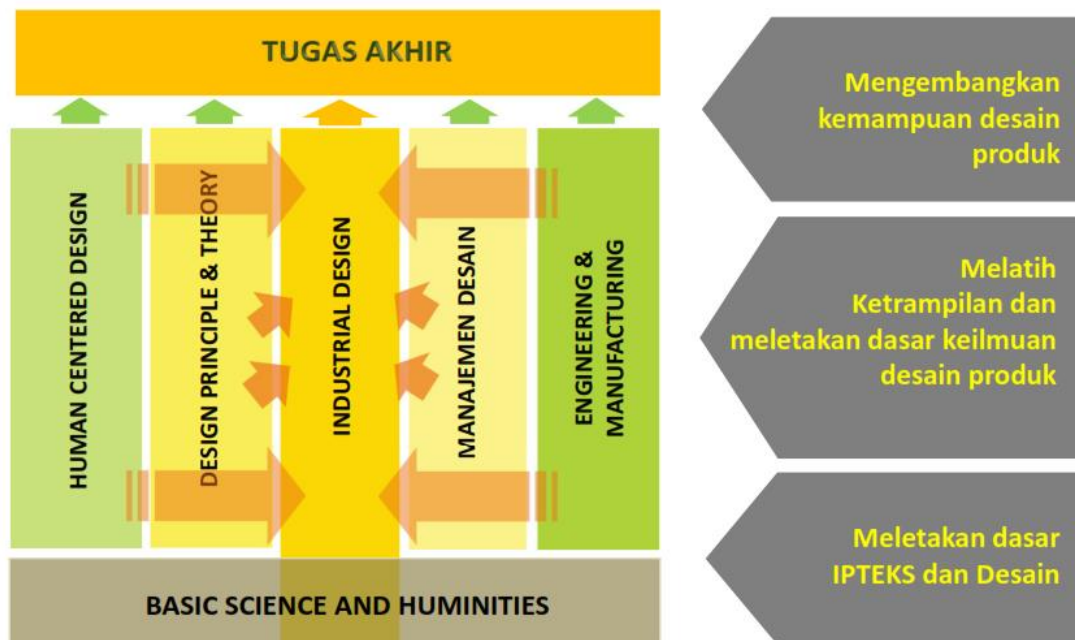 TUGAS AKHIR
HUMAN CENTERED DESIGN
DESIGN PRINCIPLE & THEORY
INDUSTRIAL DESIGN
MANAJEMEN DESAIN
ENGINEERING &
MANUFACTURING
BASIC SCIENCE AND HUMINITIES
Mengembangkan
kemampuan desain
produk
Melatih
Ketrampilan dan
meletakan dasar keilmuan
desain produk
Meletakan dasar
IPTEKS dan Desain